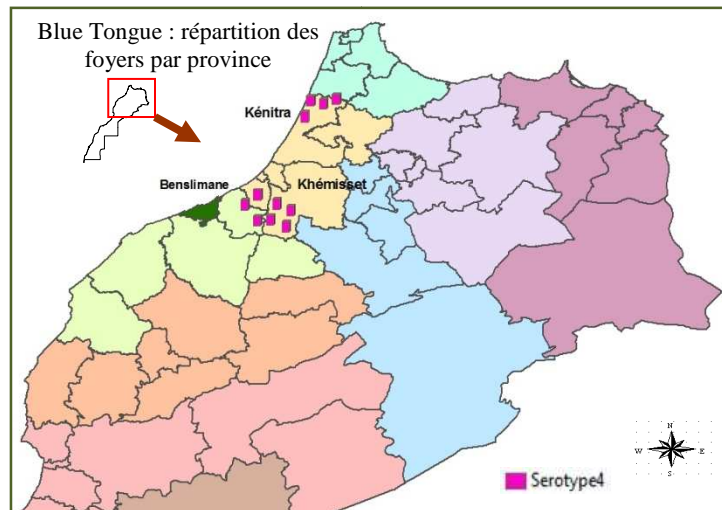 Blue Tongue : répartition des
foyers par province
Kénitra
Benslimane
Khémisset
N
W E
S
Serotype4